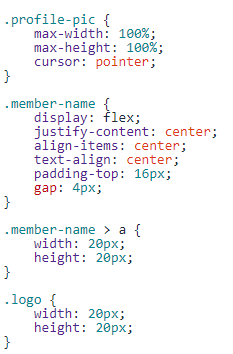 .profile-pic {
    max-width: 100%;
    max-height: 100%;
    cursor: pointer;
}
.member-name {
    display: flex;
    justify-content: center;
    align-items: center;
    text-align: center;
    padding-top: 16px;
    gap: 4px;
}
.member-name > a {
    width: 20px;
    height: 20px;
}
.logo {
    width: 20px;
    height: 20px;
}